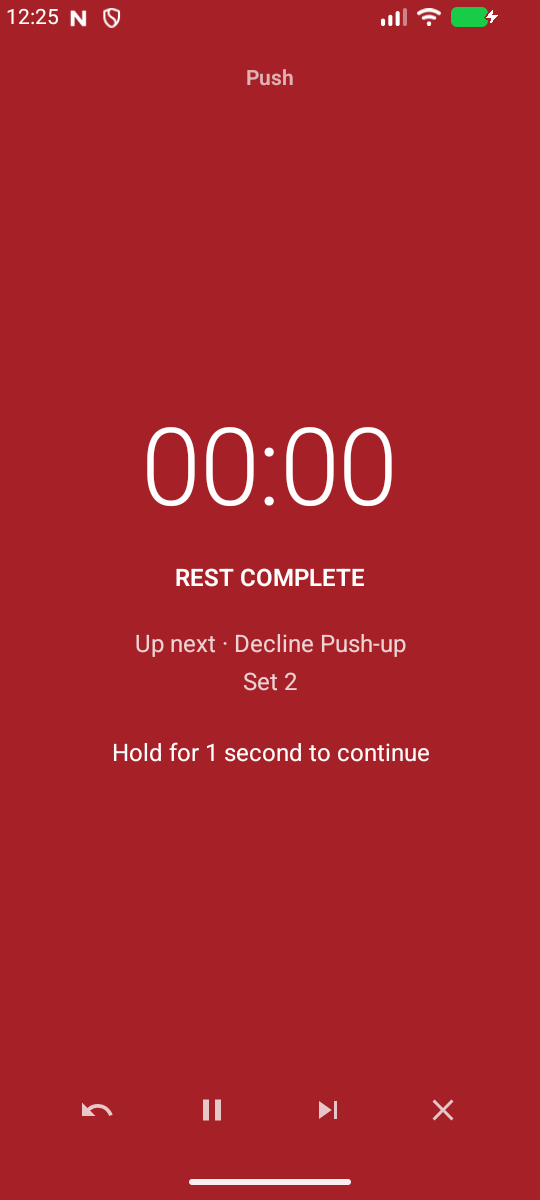 12:25
Push
00:00
REST COMPLETE
Up next · Decline Push-up
Set 2
Hold for 1 second to continue